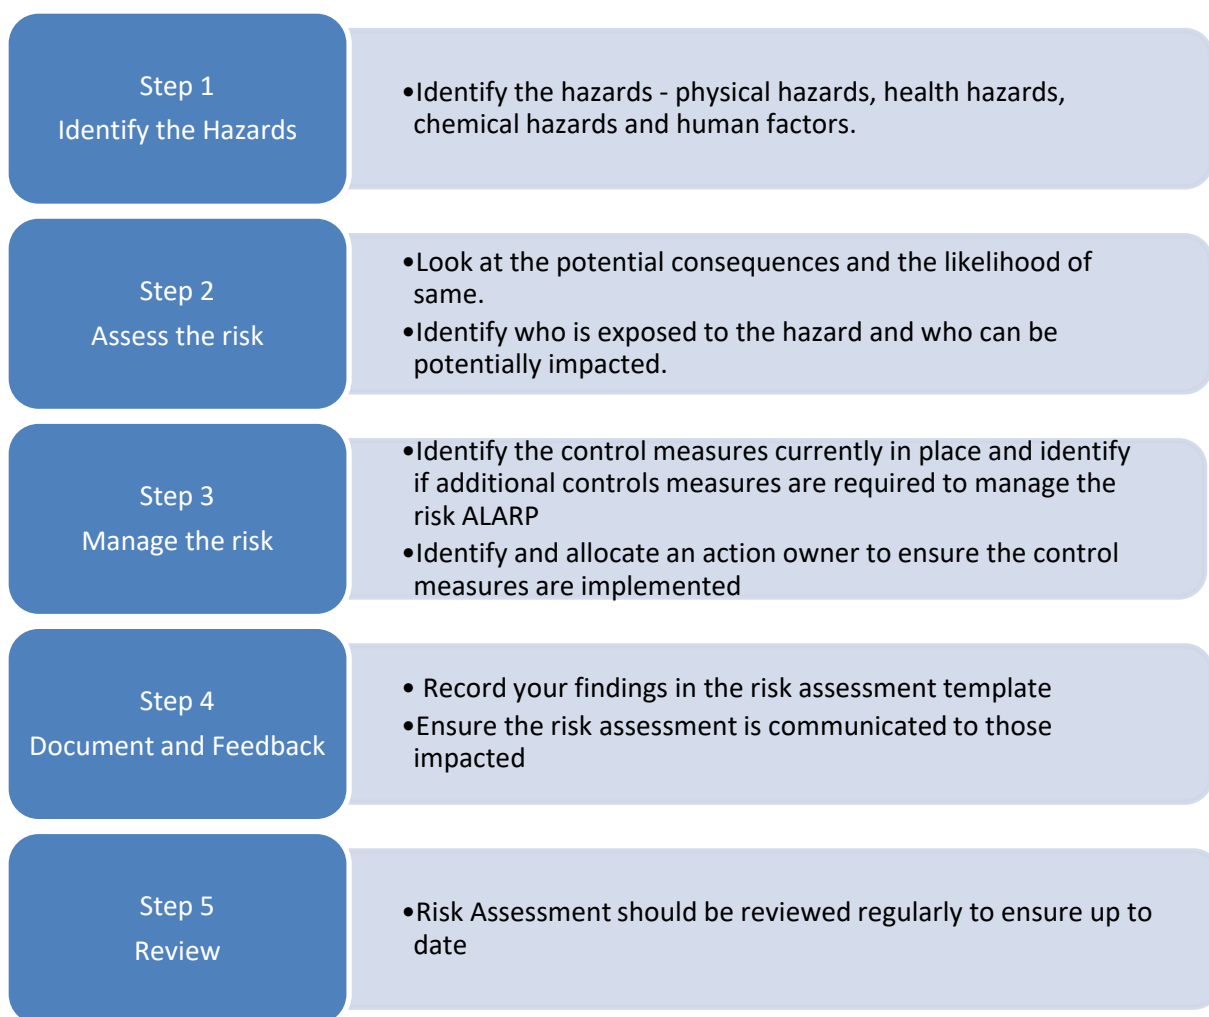 Step 1
Identify the Hazards
•Identify the hazards - physical hazards, health hazards,
chemical hazards and human factors.
Step 2
Assess the risk
•Look at the potential consequences and the likelihood of
same.
•Identify who is exposed to the hazard and who can be
potentially impacted.
Step 3
Manage the risk
•Identify the control measures currently in place and identify
if additional controls measures are required to manage the
risk ALARP
•Identify and allocate an action owner to ensure the control
measures are implemented
Step 4
Document and Feedback
• Record your findings in the risk assessment template
•Ensure the risk assessment is communicated to those
impacted
Step 5
Review
•Risk Assessment should be reviewed regularly to ensure up to
date